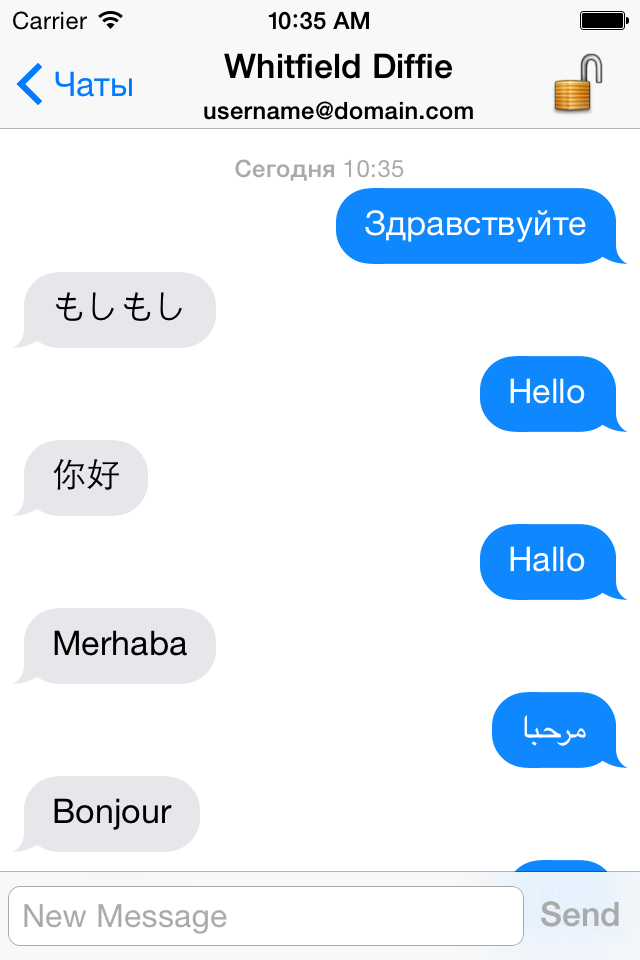 Carrier 10:35 AM
Чаты
Whitfield Diffie
username@domain.com
Сегодня 10:35
Здравствуйте
もしもし
Hello
你好
Hallo
Merhaba
مرحبا
Bonjour
New Message
Send